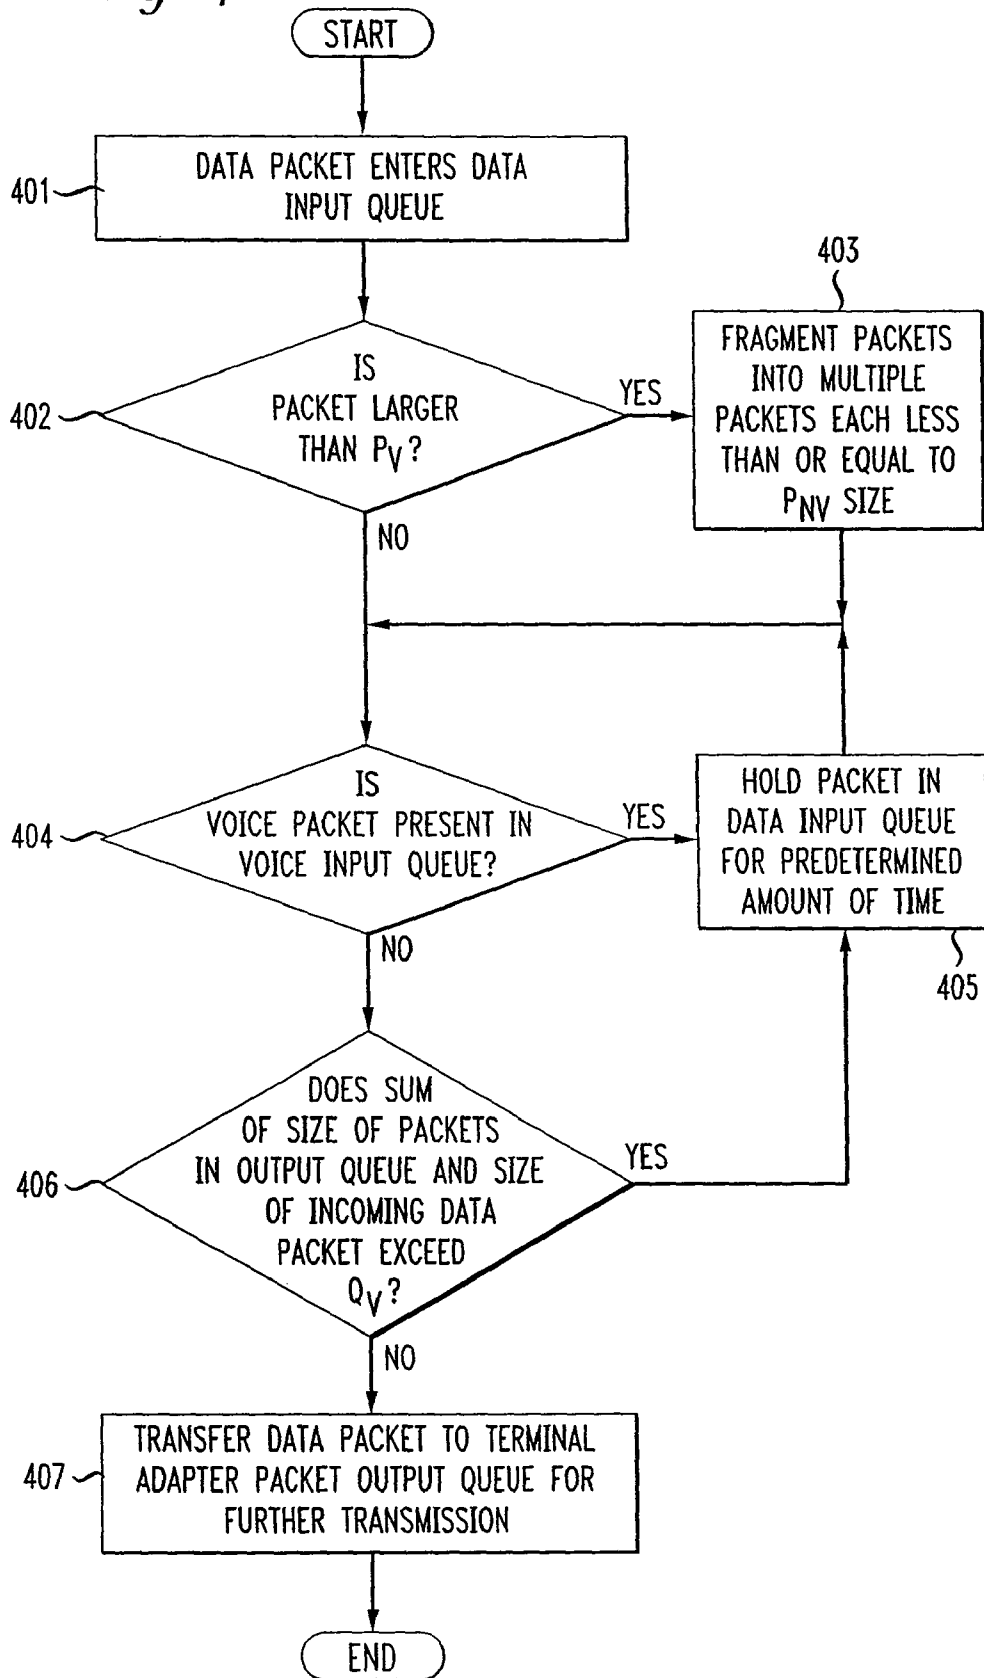 START
401
DATA PACKET ENTERS DATA
INPUT QUEUE
403
402
IS
PACKET LARGER
THAN PV?
YES
NO
FRAGMENT PACKETS
INTO MULTIPLE
PACKETS EACH LESS
THAN OR EQUAL TO
PNV SIZE
404
IS
VOICE PACKET PRESENT IN
VOICE INPUT QUEUE?
YES
NO
HOLD PACKET IN
DATA INPUT QUEUE
FOR PREDETERMINED
AMOUNT OF TIME
405
406
DOES SUM
OF SIZE OF PACKETS
IN OUTPUT QUEUE AND SIZE
OF INCOMING DATA
PACKET EXCEED
QV?
YES
NO
407
TRANSFER DATA PACKET TO TERMINAL
ADAPTER PACKET OUTPUT QUEUE FOR
FURTHER TRANSMISSION
END